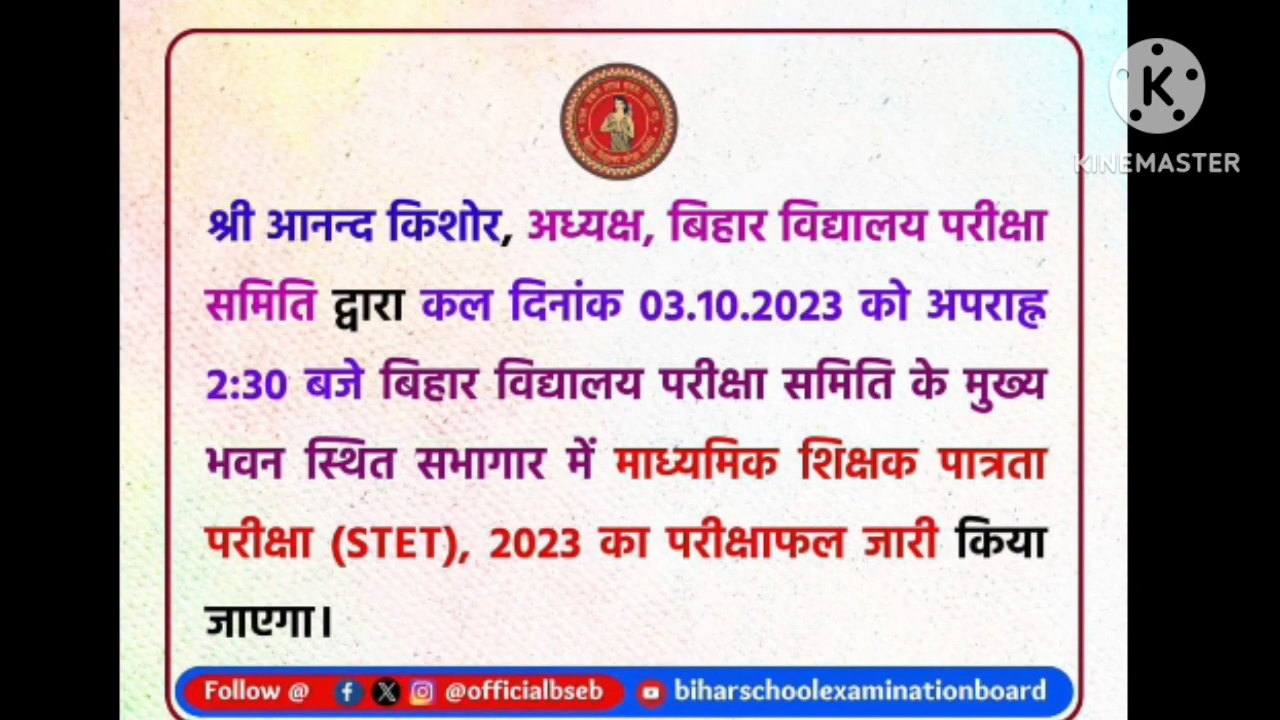 श्री आनन्द किशोर, अध्यक्ष, बिहार विद्यालय परीक्षा
समिति द्वारा कल दिनांक 03.10.2023 को अपराह्न
2:30 बजे बिहार विद्यालय परीक्षा समिति के मुख्य
भवन स्थित सभागार में माध्यमिक शिक्षक पात्रता
परीक्षा (STET), 2023 का परीक्षाफल जारी किया
जाएगा।
Follow @ @officialbseb biharschoolexaminationboard
K
KINEMASTER